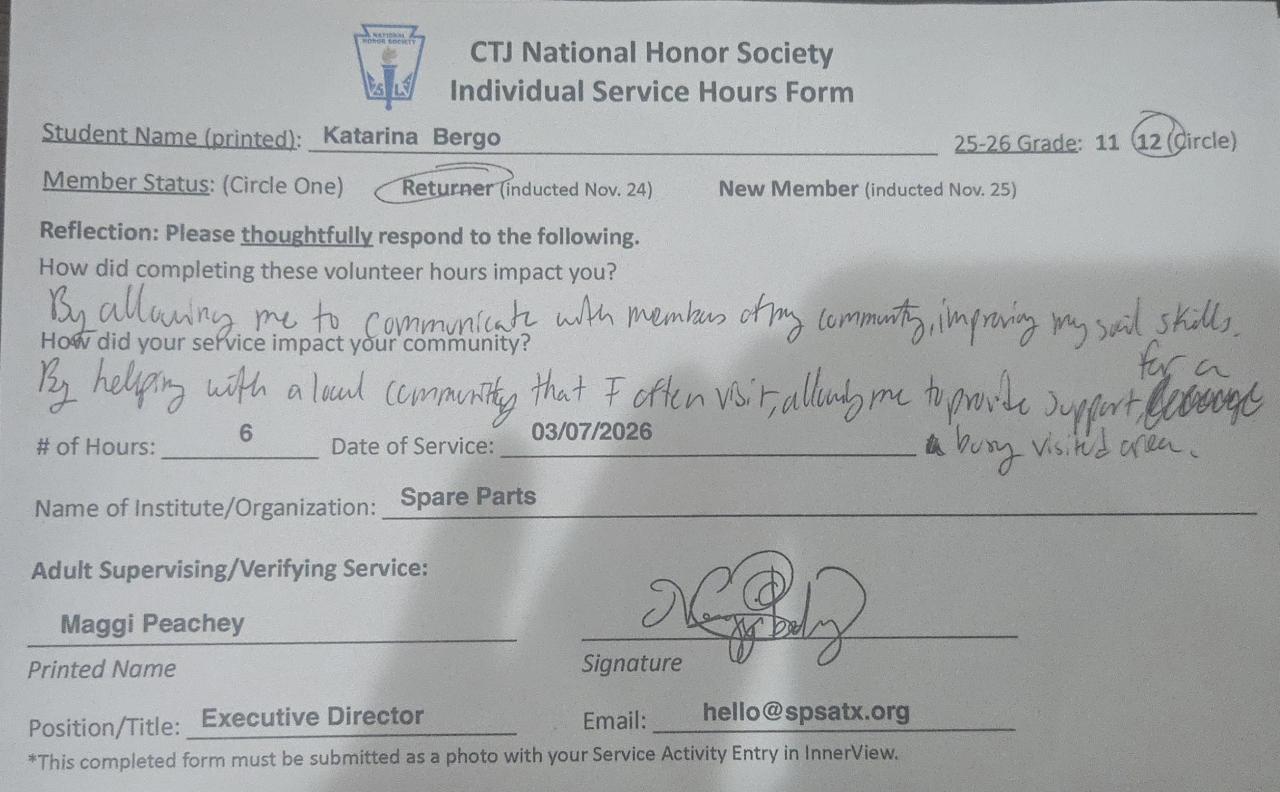 NATIONAL
HONOR SOCIETY
CTJ National Honor Society
Individual Service Hours Form
Student Name (printed): Katarina Bergo 25-26 Grade: 11 12 (Circle)
Member Status: (Circle One) Returner (inducted Nov. 24) New Member (inducted Nov. 25)
Reflection: Please thoughtfully respond to the following.
How did completing these volunteer hours impact you?
By allowing me to communicate with members of my community, improving my social skills.
How did your service impact your community?
By helping with a local community that I often visit, allowing me to provide support, for a
busy visited area.
# of Hours: 6 Date of Service: 03/07/2026
Name of Institute/Organization: Spare Parts
Adult Supervising/Verifying Service:
Maggi Peachey
Printed Name Signature
Position/Title: Executive Director Email: hello@spsatx.org
*This completed form must be submitted as a photo with your Service Activity Entry in InnerView.